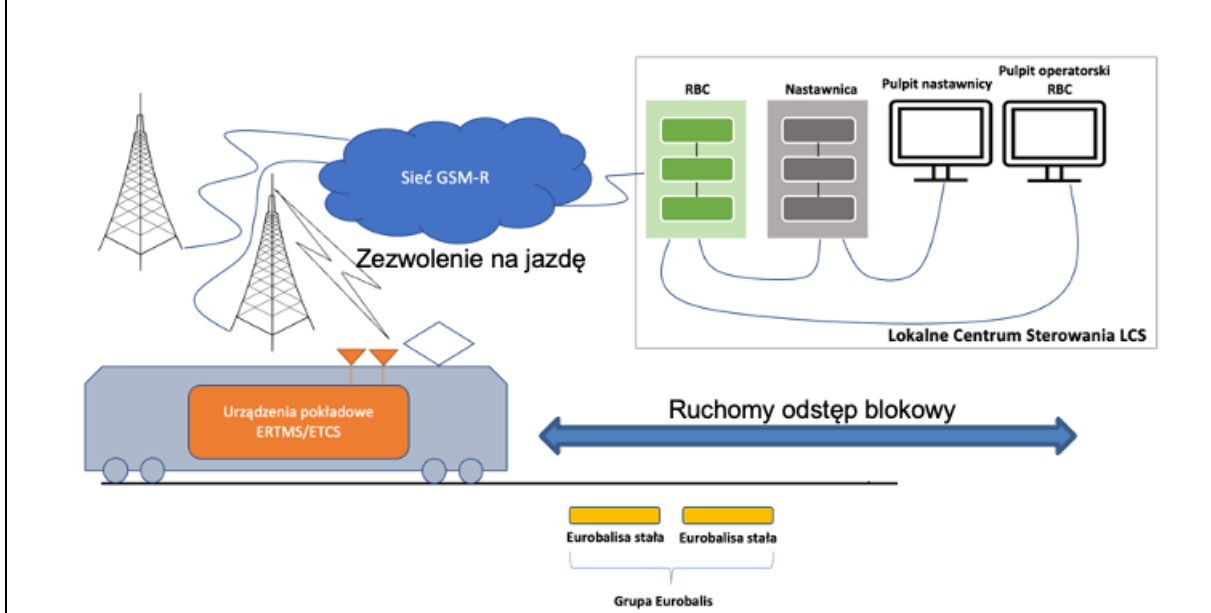 Pulpit operatorski
RBC
Pulpit nastawnicy
RBC
Nastawnica
Sieć GSM-R
Zezwolenie na jazdę
Lokalne Centrum Sterowania LCS
Urządzenia pokładowe
ERTMS/ETCS
Ruchomy odstęp blokowy
Eurobalisa stała
Eurobalisa stała
Grupa Eurobalis